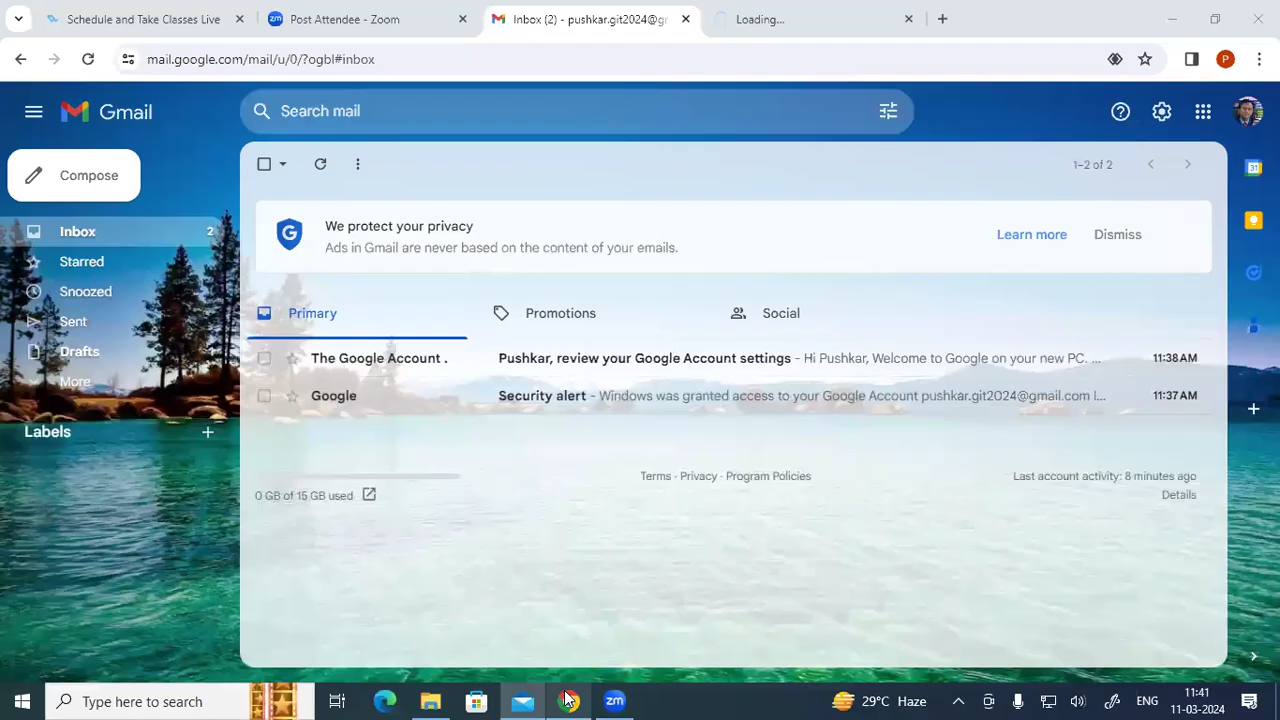 Schedule and Take Classes Live
Post Attendee - Zoom
Inbox (2) - pushkar.git2024@gr
Loading...
mail.google.com/mail/u/0/?ogbl#inbox
P
Gmail
Search mail
Compose
1–2 of 2
We protect your privacy
Ads in Gmail are never based on the content of your emails.
Learn more
Dismiss
Inbox 2
Starred
Snoozed
Sent
Drafts
More
Labels
Primary
Promotions
Social
The Google Account . Pushkar, review your Google Account settings - Hi Pushkar, Welcome to Google on your new PC. ... 11:38 AM
Google Security alert - Windows was granted access to your Google Account pushkar.git2024@gmail.com I... 11:37 AM
0 GB of 15 GB used
Terms · Privacy · Program Policies
Last account activity: 8 minutes ago
Details
Type here to search
zm
29°C Haze
ENG
11:41
11-03-2024